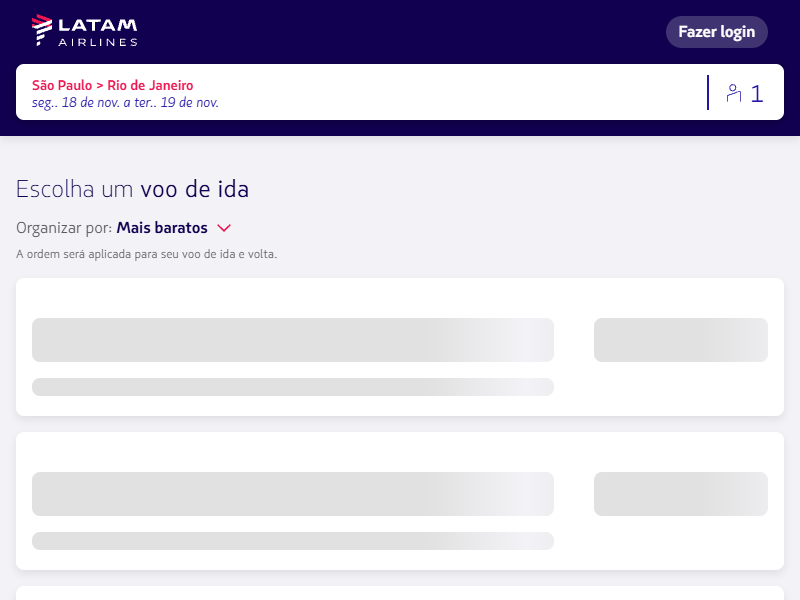 LATAM
AIRLINES
Fazer login
São Paulo > Rio de Janeiro
seg.. 18 de nov. a ter.. 19 de nov.
1
Escolha um voo de ida
Organizar por: Mais baratos
A ordem será aplicada para seu voo de ida e volta.